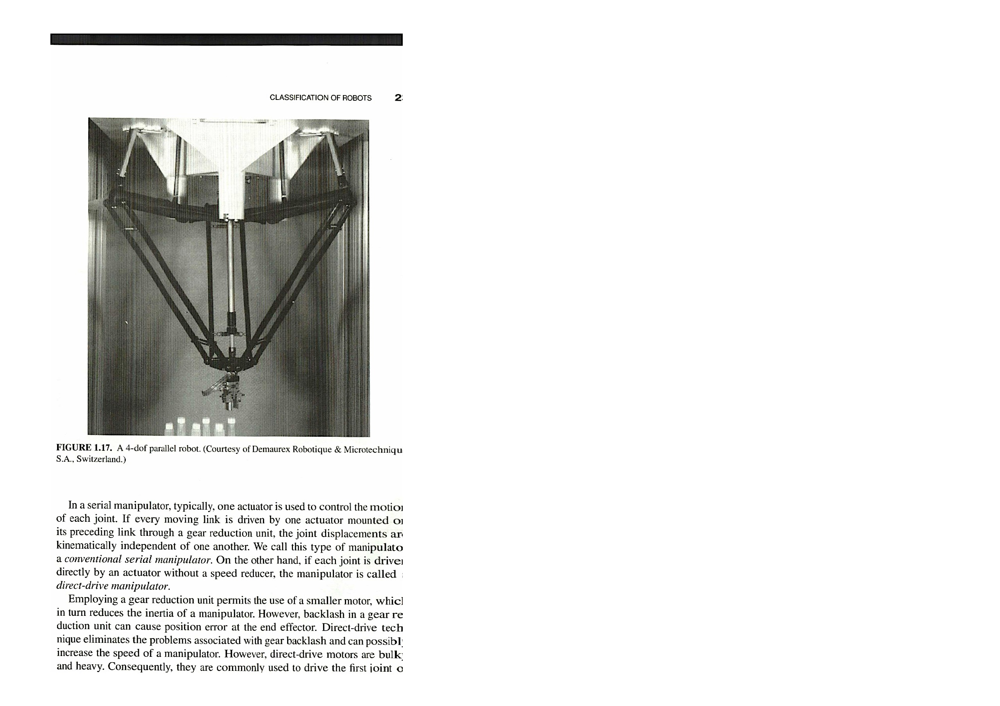 CLASSIFICATION OF ROBOTS 2
FIGURE 1.17. A 4-dof parallel robot. (Courtesy of Demaurex Robotique & Microtechniqu
S.A., Switzerland.)
In a serial manipulator, typically, one actuator is used to control the motio
of each joint. If every moving link is driven by one actuator mounted o
its preceding link through a gear reduction unit, the joint displacements ar
kinematically independent of one another. We call this type of manipulato
a conventional serial manipulator. On the other hand, if each joint is drive
directly by an actuator without a speed reducer, the manipulator is called
direct-drive manipulator.
Employing a gear reduction unit permits the use of a smaller motor, whic
in turn reduces the inertia of a manipulator. However, backlash in a gear re
duction unit can cause position error at the end effector. Direct-drive tech
nique eliminates the problems associated with gear backlash and can possibl
increase the speed of a manipulator. However, direct-drive motors are bulk
and heavy. Consequently, they are commonly used to drive the first joint o